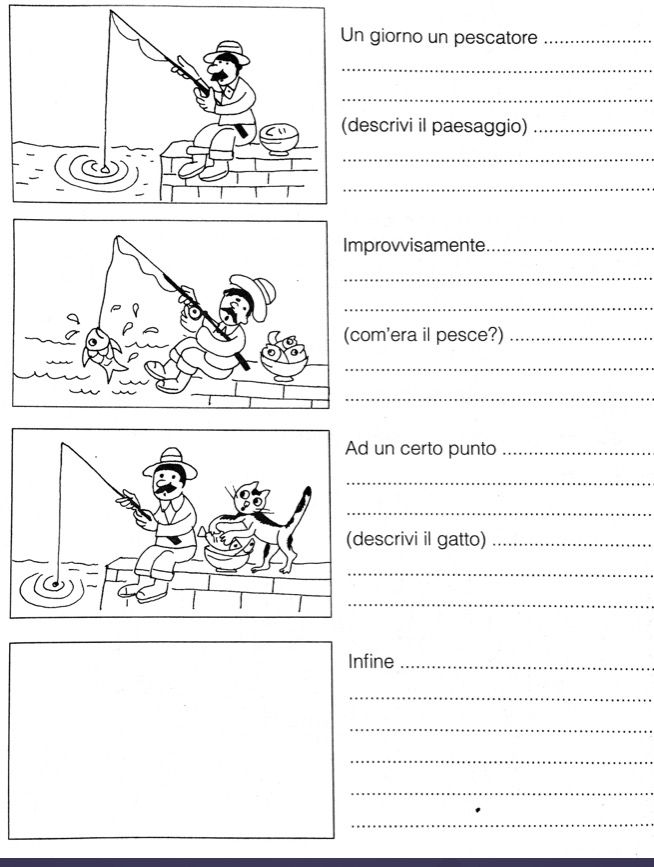 Un giorno un pescatore ....................
............................................................
............................................................
(descrivi il paesaggio) ......................
............................................................
............................................................
Improvvisamente..............................
............................................................
............................................................
(com'era il pesce?) ..........................
............................................................
............................................................
Ad un certo punto ...........................
............................................................
............................................................
(descrivi il gatto) .............................
............................................................
............................................................
Infine ................................................
............................................................
............................................................
............................................................
............................................................
............................................................